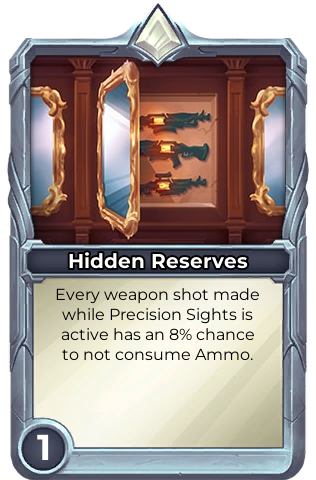 Hidden Reserves
Every weapon shot made
while Precision Sights is
active has an 8% chance
to not consume Ammo.
1